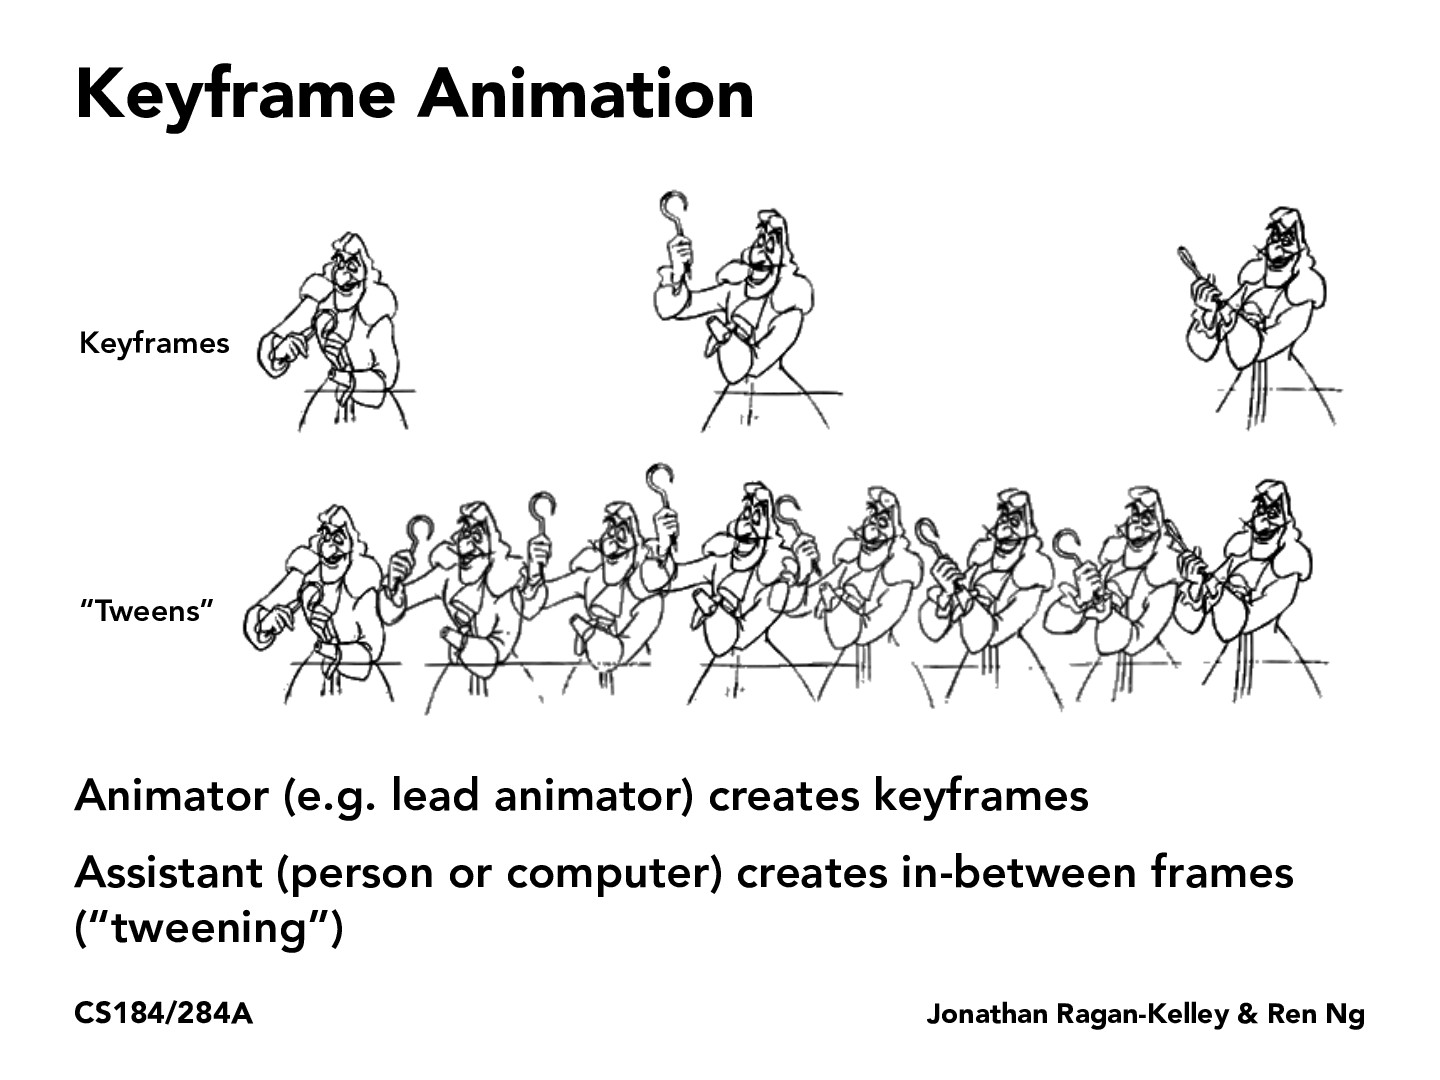 Keyframe Animation
Keyframes
“Tweens”
Animator (e.g. lead animator) creates keyframes
Assistant (person or computer) creates in-between frames
(“tweening”)
CS184/284A
Jonathan Ragan-Kelley & Ren Ng